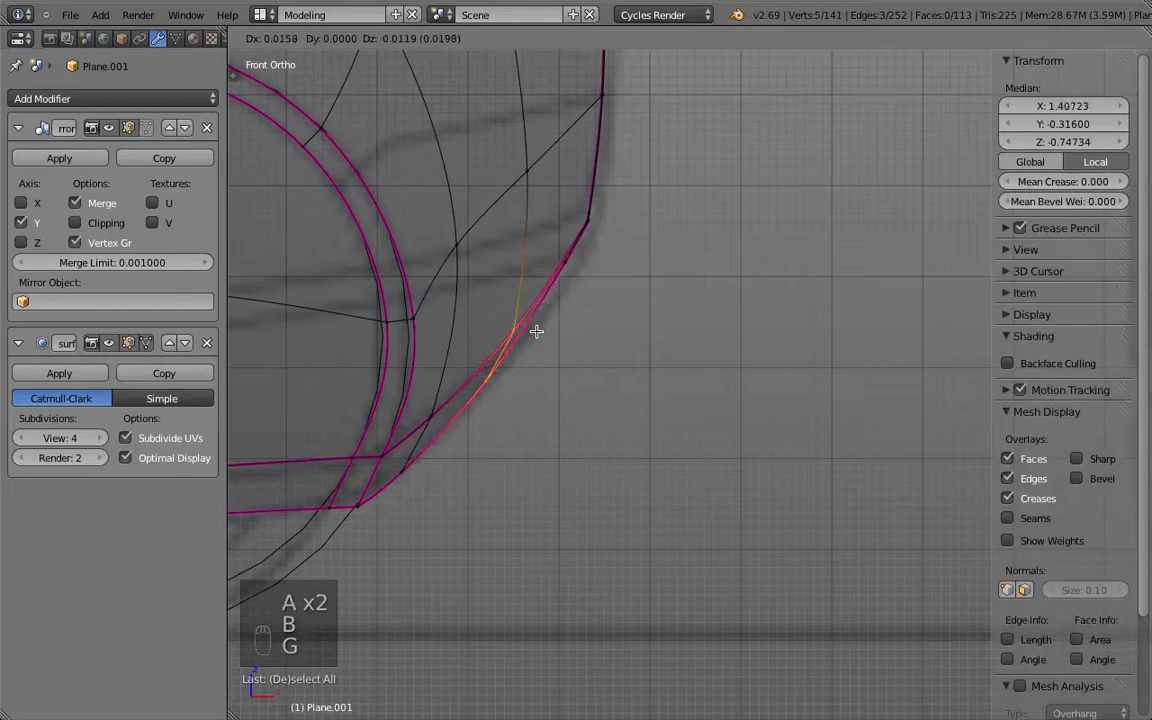 File Add Render Window Help Modeling Scene Cycles Render v2.69 | Verts:5/141 | Edges:3/252 | Faces:0/113 | Tris:225 | Mem:28.67M (3.59M) | Plan
Dx: 0.0158 Dy: 0.0000 Dz: -0.0119 (0.0198)
Front Ortho
Plane.001
Add Modifier
rror
Apply Copy
Axis: Options: Textures:
X Merge U
Y Clipping V
Z Vertex Gr
Merge Limit: 0.001000
Mirror Object:
surf
Apply Copy
Catmull-Clark Simple
Subdivisions: Options:
View: 4 Subdivide UVs
Render: 2 Optimal Display
A x2
B
G
Last: (De)select All
(1) Plane.001
z
x
Transform
Median:
X: 1.40723
Y: -0.31600
Z: -0.74734
Global Local
Mean Crease: 0.000
Mean Bevel Wei: 0.000
Grease Pencil
View
3D Cursor
Item
Display
Shading
Backface Culling
Motion Tracking
Mesh Display
Overlays:
Faces Sharp
Edges Bevel
Creases
Seams
Show Weights
Normals:
Size: 0.10
Edge Info: Face Info:
Length Area
Angle Angle
Mesh Analysis
Type: Overhang